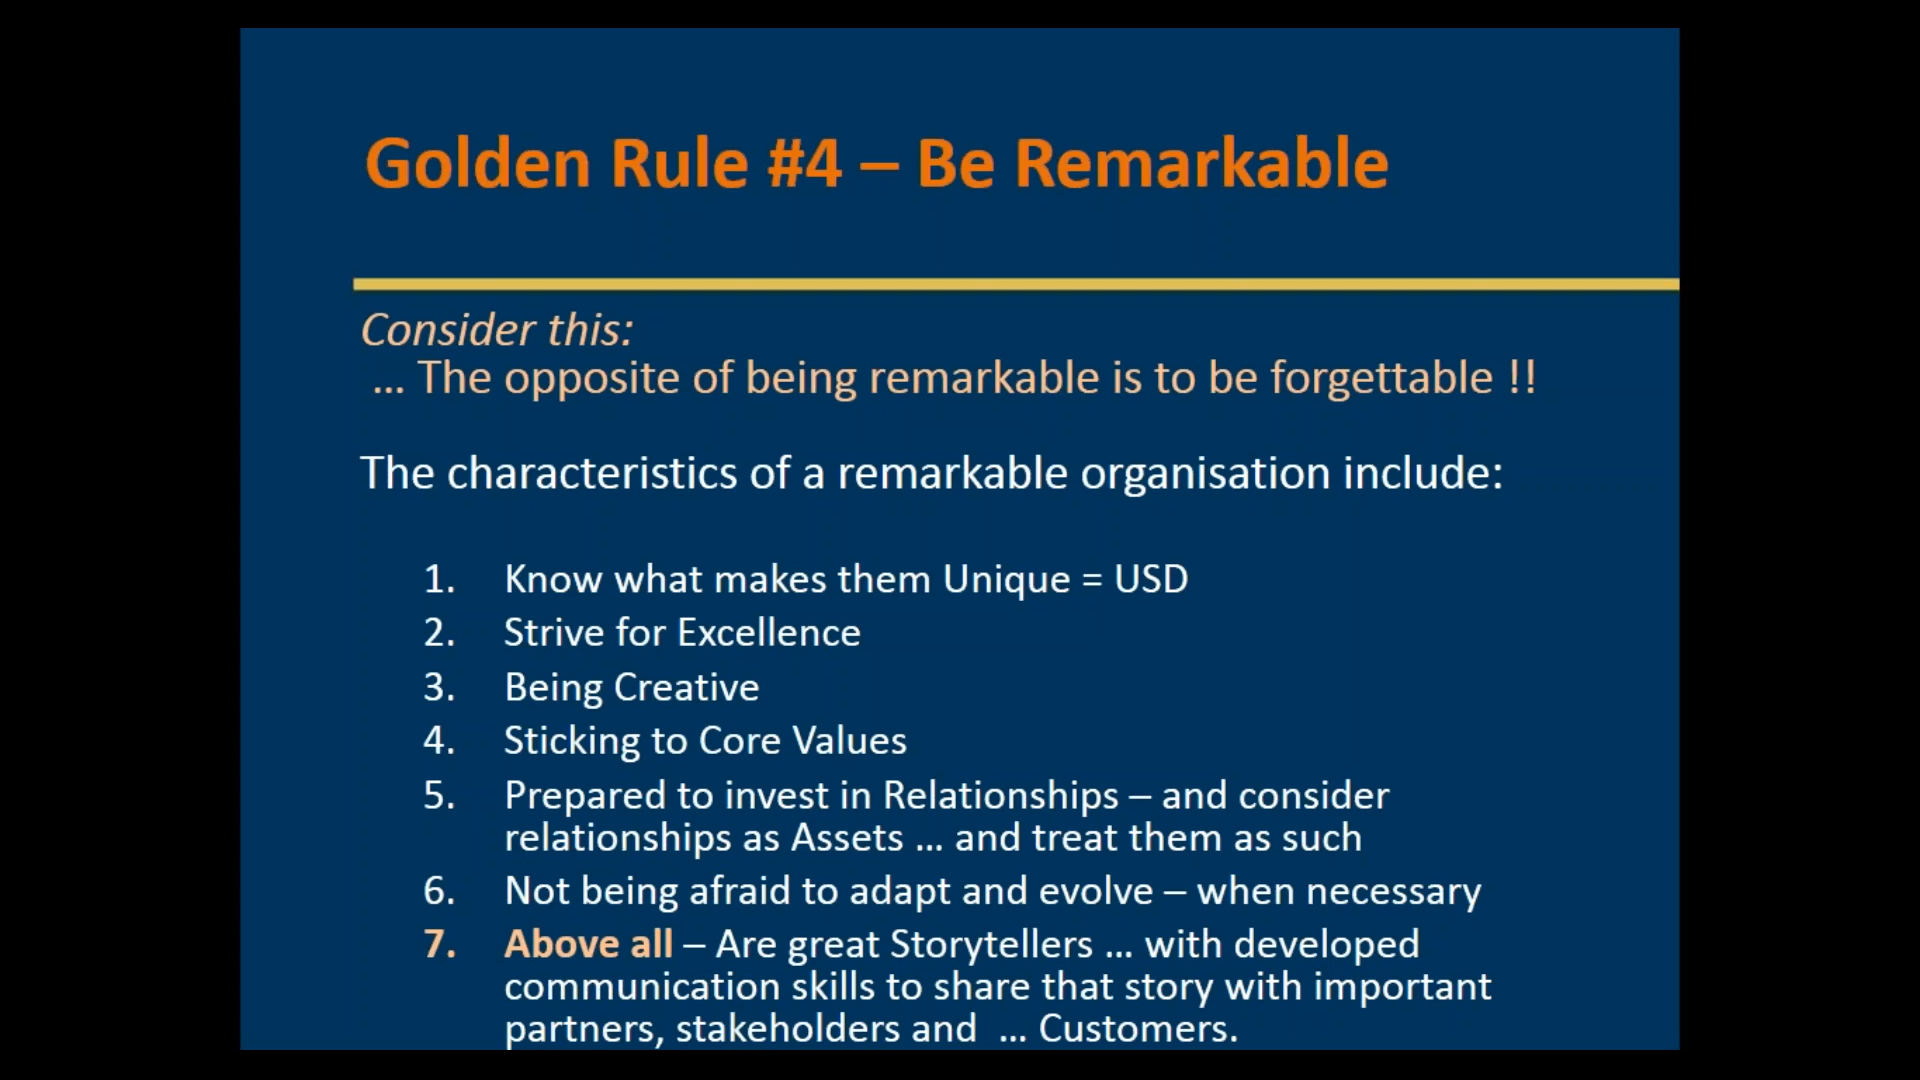 Golden Rule #4 – Be Remarkable
Consider this:
... The opposite of being remarkable is to be forgettable !!
The characteristics of a remarkable organisation include:
1. Know what makes them Unique = USD
2. Strive for Excellence
3. Being Creative
4. Sticking to Core Values
5. Prepared to invest in Relationships – and consider
relationships as Assets ... and treat them as such
6. Not being afraid to adapt and evolve – when necessary
7. Above all – Are great Storytellers ... with developed
communication skills to share that story with important
partners, stakeholders and ... Customers.